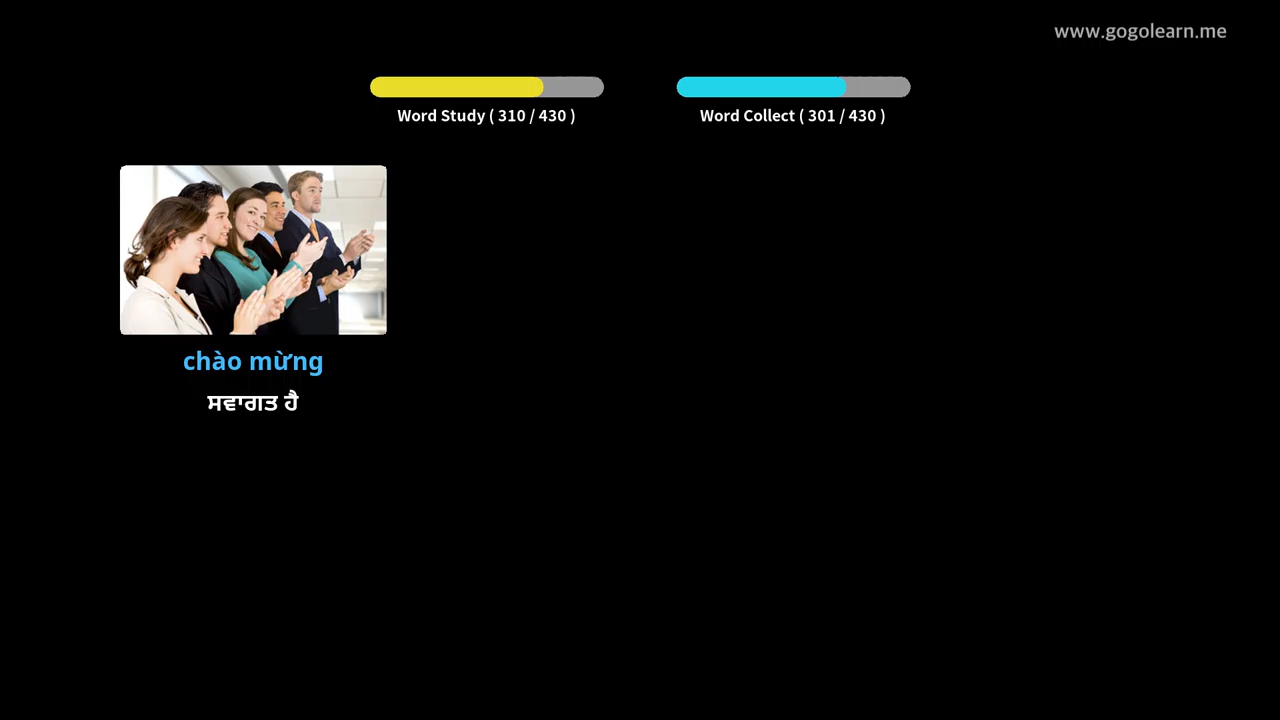 www.gogolearn.me
Word Study ( 310 / 430 )
Word Collect ( 301 / 430 )
chào mừng
ਸਵਾਗਤ ਹੈ